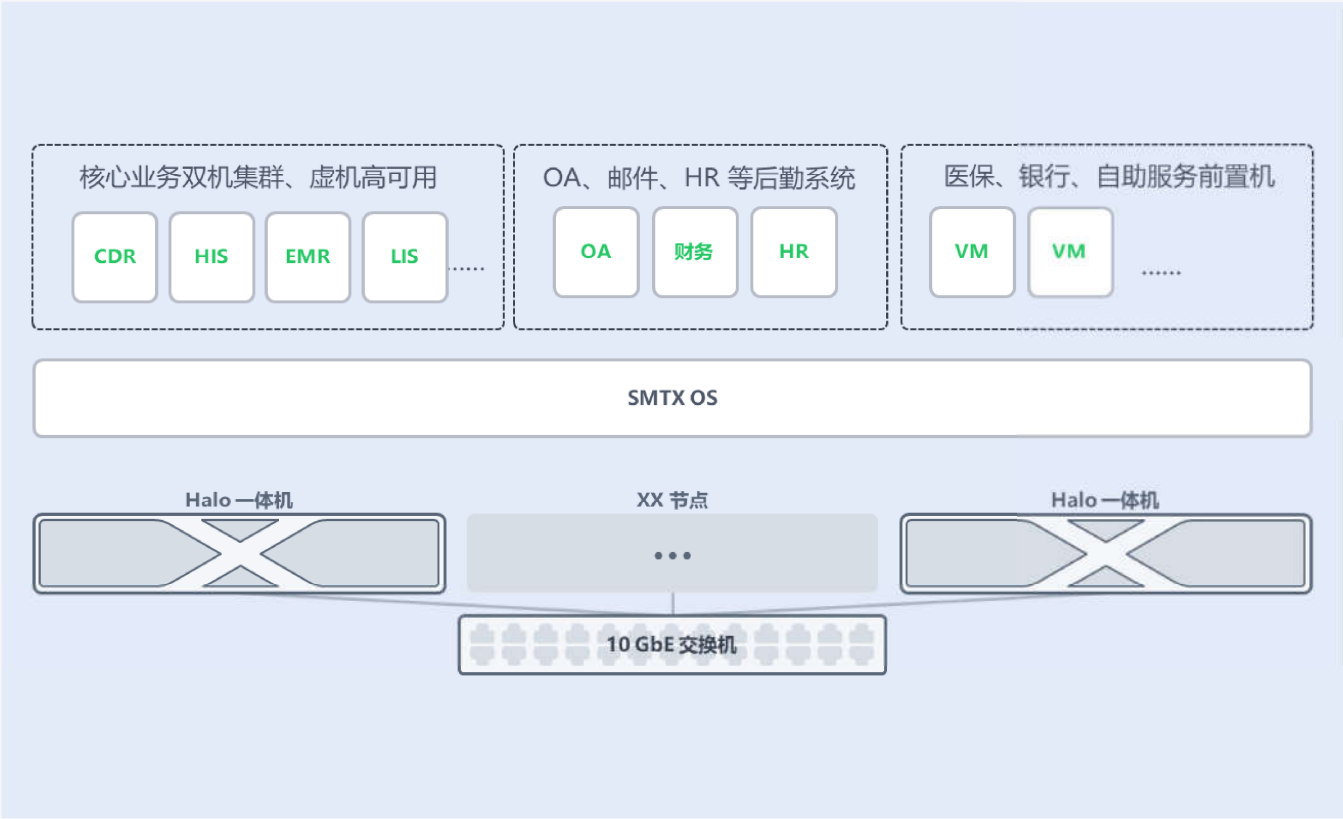 核心业务双机集群、虚机高可用
CDR
HIS
EMR
LIS
......
OA、邮件、HR 等后勤系统
OA
财务
HR
医保、银行、自助服务前置机
VM
VM
......
SMTX OS
Halo 一体机
XX 节点
Halo 一体机
10 GbE 交换机